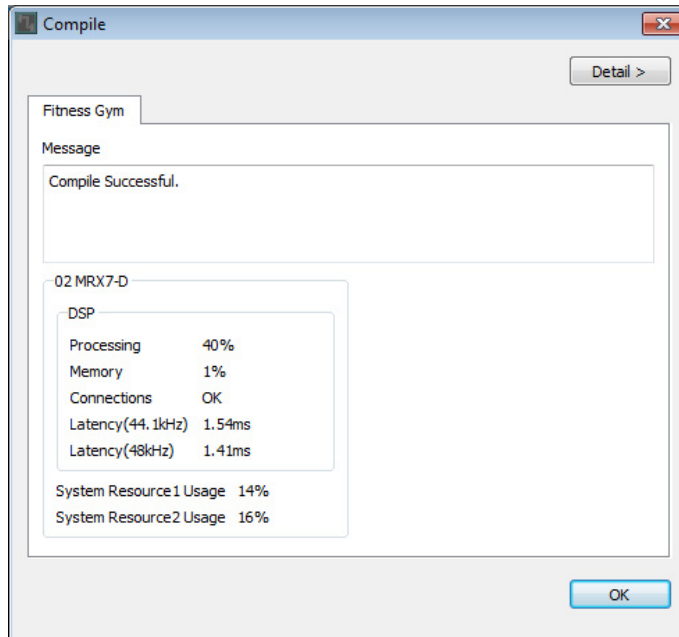 Compile
Detail >
Fitness Gym
Message
Compile Successful.
02 MRX7-D
DSP
Processing 40%
Memory 1%
Connections OK
Latency(44.1kHz) 1.54ms
Latency(48kHz) 1.41ms
System Resource1 Usage 14%
System Resource2 Usage 16%
OK